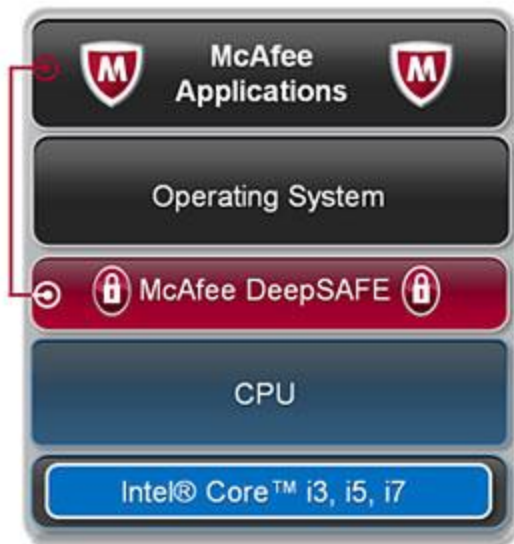 M
McAfee
Applications
M
Operating System
McAfee DeepSAFE
CPU
Intel® Core™ i3, i5, i7